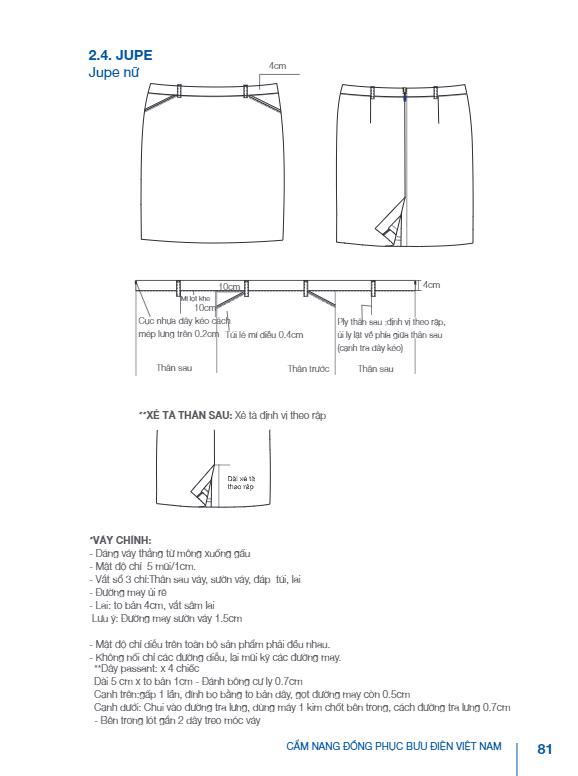 2.4. JUPE
Jupe nữ
4cm
10cm
4cm
Mí lọt khe
10cm
Cục nhựa dây kéo cách
mép lưng trên 0.2cm
Túi lé mí diễu 0.4cm
Ply thân sau :định vị theo rập,
ủi ly lật về phía giữa thân sau
(cạnh tra dây kéo)
Thân sau
Thân trước
Thân sau
**XẺ TÀ THÂN SAU: Xẻ tà định vị theo rập
Dài xẻ tà
theo rập
*VÁY CHÍNH:
- Dáng váy thẳng từ mông xuống gấu
- Mật độ chỉ  5 mũi/1cm.
- Vắt sổ 3 chỉ:Thân sau váy, sườn váy, đáp  túi, lai
- Đường may ủi rẽ
- Lai: to bản 4cm, vắt sâm lai
Lưu ý: Đường may sườn váy 1.5cm
- Mật độ chỉ diễu trên toàn bộ sản phẩm phải đều nhau.
- Không nối chỉ các đường diễu, lại mũi kỹ các đường may.
**Dây passant: x 4 chiếc
Dài 5 cm x to bản 1cm - Đánh bông cự ly 0.7cm
Cạnh trên:gấp 1 lần, đính bọ bằng to bản dây, gọt đường may còn 0.5cm
Cạnh dưới: Chui vào đường tra lưng, dùng máy 1 kim chốt bên trong, cách đường tra lưng 0.7cm
- Bên trong lót gắn 2 dây treo móc váy
CẨM NANG ĐỒNG PHỤC BƯU ĐIỆN VIỆT NAM
81